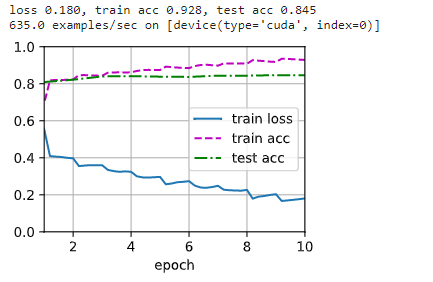 loss 0.180, train acc 0.928, test acc 0.845
635.0 examples/sec on [device(type='cuda', index=0)]
1.0
0.8
0.6
0.4
0.2
0.0
train loss
train acc
test acc
2 4 6 8 10
epoch